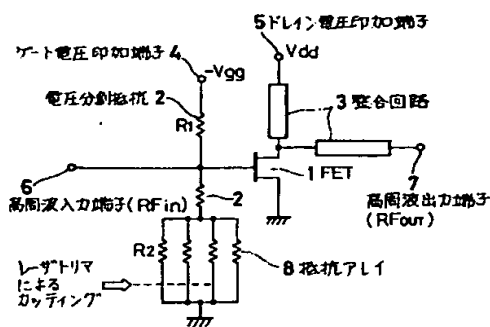 5ドレイン電圧印加端子
Vdd
ゲート電圧印加端子4
-Vgg
電圧分割抵抗2
R1
3整合回路
6
高周波入力端子(RFin)
1 FET
2
7
高周波出力端子
(RFout)
R2
8抵抗アレイ
レーザトリマ
による
カッティング